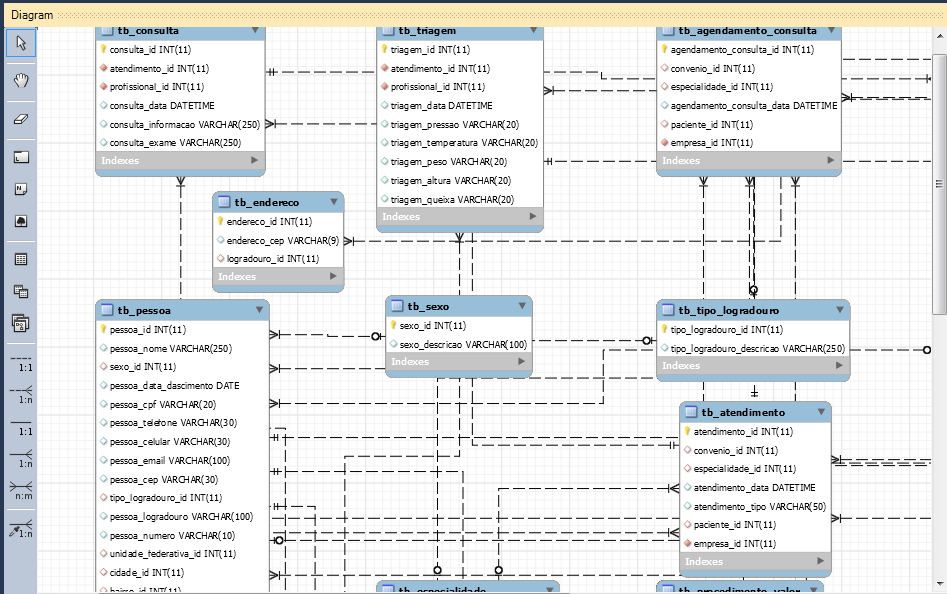 Diagram
tb_consulta
consulta_id INT(11)
atendimento_id INT(11)
profissional_id INT(11)
consulta_data DATETIME
consulta_informacao VARCHAR(250)
consulta_exame VARCHAR(250)
Indexes
tb_triagem
triagem_id INT(11)
atendimento_id INT(11)
profissional_id INT(11)
triagem_data DATETIME
triagem_pressao VARCHAR(20)
triagem_temperatura VARCHAR(20)
triagem_peso VARCHAR(20)
triagem_altura VARCHAR(20)
triagem_queixa VARCHAR(20)
Indexes
tb_agendamento_consulta
agendamento_consulta_id INT(11)
convenio_id INT(11)
especialidade_id INT(11)
agendamento_consulta_data DATETIME
paciente_id INT(11)
empresa_id INT(11)
Indexes
tb_endereco
endereco_id INT(11)
endereco_cep VARCHAR(9)
logradouro_id INT(11)
Indexes
tb_pessoa
pessoa_id INT(11)
pessoa_nome VARCHAR(250)
sexo_id INT(11)
pessoa_data_dascimento DATE
pessoa_cpf VARCHAR(20)
pessoa_telefone VARCHAR(30)
pessoa_celular VARCHAR(30)
pessoa_email VARCHAR(100)
pessoa_cep VARCHAR(30)
tipo_logradouro_id INT(11)
pessoa_logradouro VARCHAR(100)
pessoa_numero VARCHAR(10)
unidade_federativa_id INT(11)
cidade_id INT(11)
bairro_id INT(11)
tb_sexo
sexo_id INT(11)
sexo_descricao VARCHAR(100)
Indexes
tb_tipo_logradouro
tipo_logradouro_id INT(11)
tipo_logradouro_descricao VARCHAR(250)
Indexes
tb_atendimento
atendimento_id INT(11)
convenio_id INT(11)
especialidade_id INT(11)
atendimento_data DATETIME
atendimento_tipo VARCHAR(50)
paciente_id INT(11)
empresa_id INT(11)
Indexes
tb_especialidade
tb_procedimento_valor
1:1
1:n
1:1
1:n
n:m
1:n